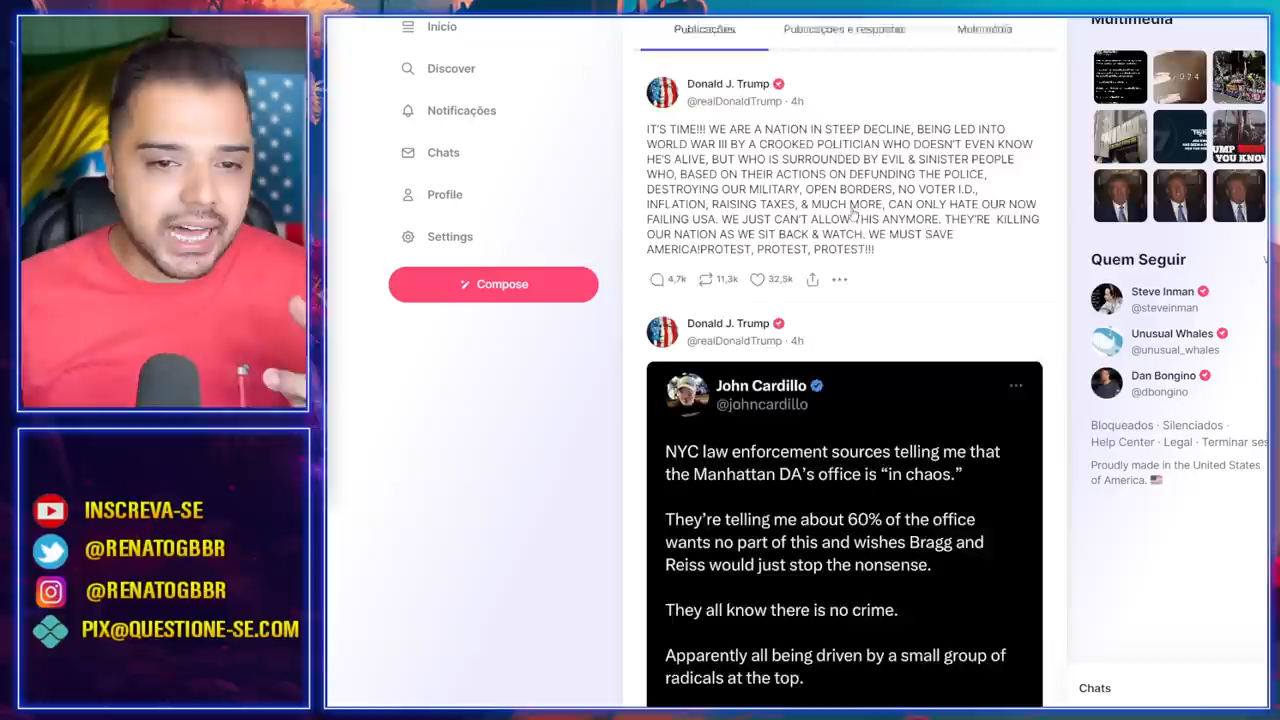 Início
Discover
Notificações
Chats
Profile
Settings
Compose
INSCREVA-SE
@RENATOGBBR
@RENATOGBBR
PIX@QUESTIONE-SE.COM
Publicações
Publicações e respostas
Multimédia
Donald J. Trump
@realDonaldTrump · 4h
IT'S TIME!!! WE ARE A NATION IN STEEP DECLINE, BEING LED INTO
WORLD WAR III BY A CROOKED POLITICIAN WHO DOESN'T EVEN KNOW
HE'S ALIVE, BUT WHO IS SURROUNDED BY EVIL & SINISTER PEOPLE
WHO, BASED ON THEIR ACTIONS ON DEFUNDING THE POLICE,
DESTROYING OUR MILITARY, OPEN BORDERS, NO VOTER I.D.,
INFLATION, RAISING TAXES, & MUCH MORE, CAN ONLY HATE OUR NOW
FAILING USA. WE JUST CAN'T ALLOW THIS ANYMORE. THEY'RE KILLING
OUR NATION AS WE SIT BACK & WATCH. WE MUST SAVE
AMERICA!PROTEST, PROTEST, PROTEST!!!
4,7k 11,3k 32,5k
Donald J. Trump
@realDonaldTrump · 4h
John Cardillo
@johncardillo
NYC law enforcement sources telling me that
the Manhattan DA's office is “in chaos.”
They're telling me about 60% of the office
wants no part of this and wishes Bragg and
Reiss would just stop the nonsense.
They all know there is no crime.
Apparently all being driven by a small group of
radicals at the top.
Multimédia
2024
Quem Seguir
Steve Inman
@steveinman
Unusual Whales
@unusual_whales
Dan Bongino
@dbongino
Bloqueados · Silenciados ·
Help Center · Legal · Terminar ses
Proudly made in the United States
of America.
Chats